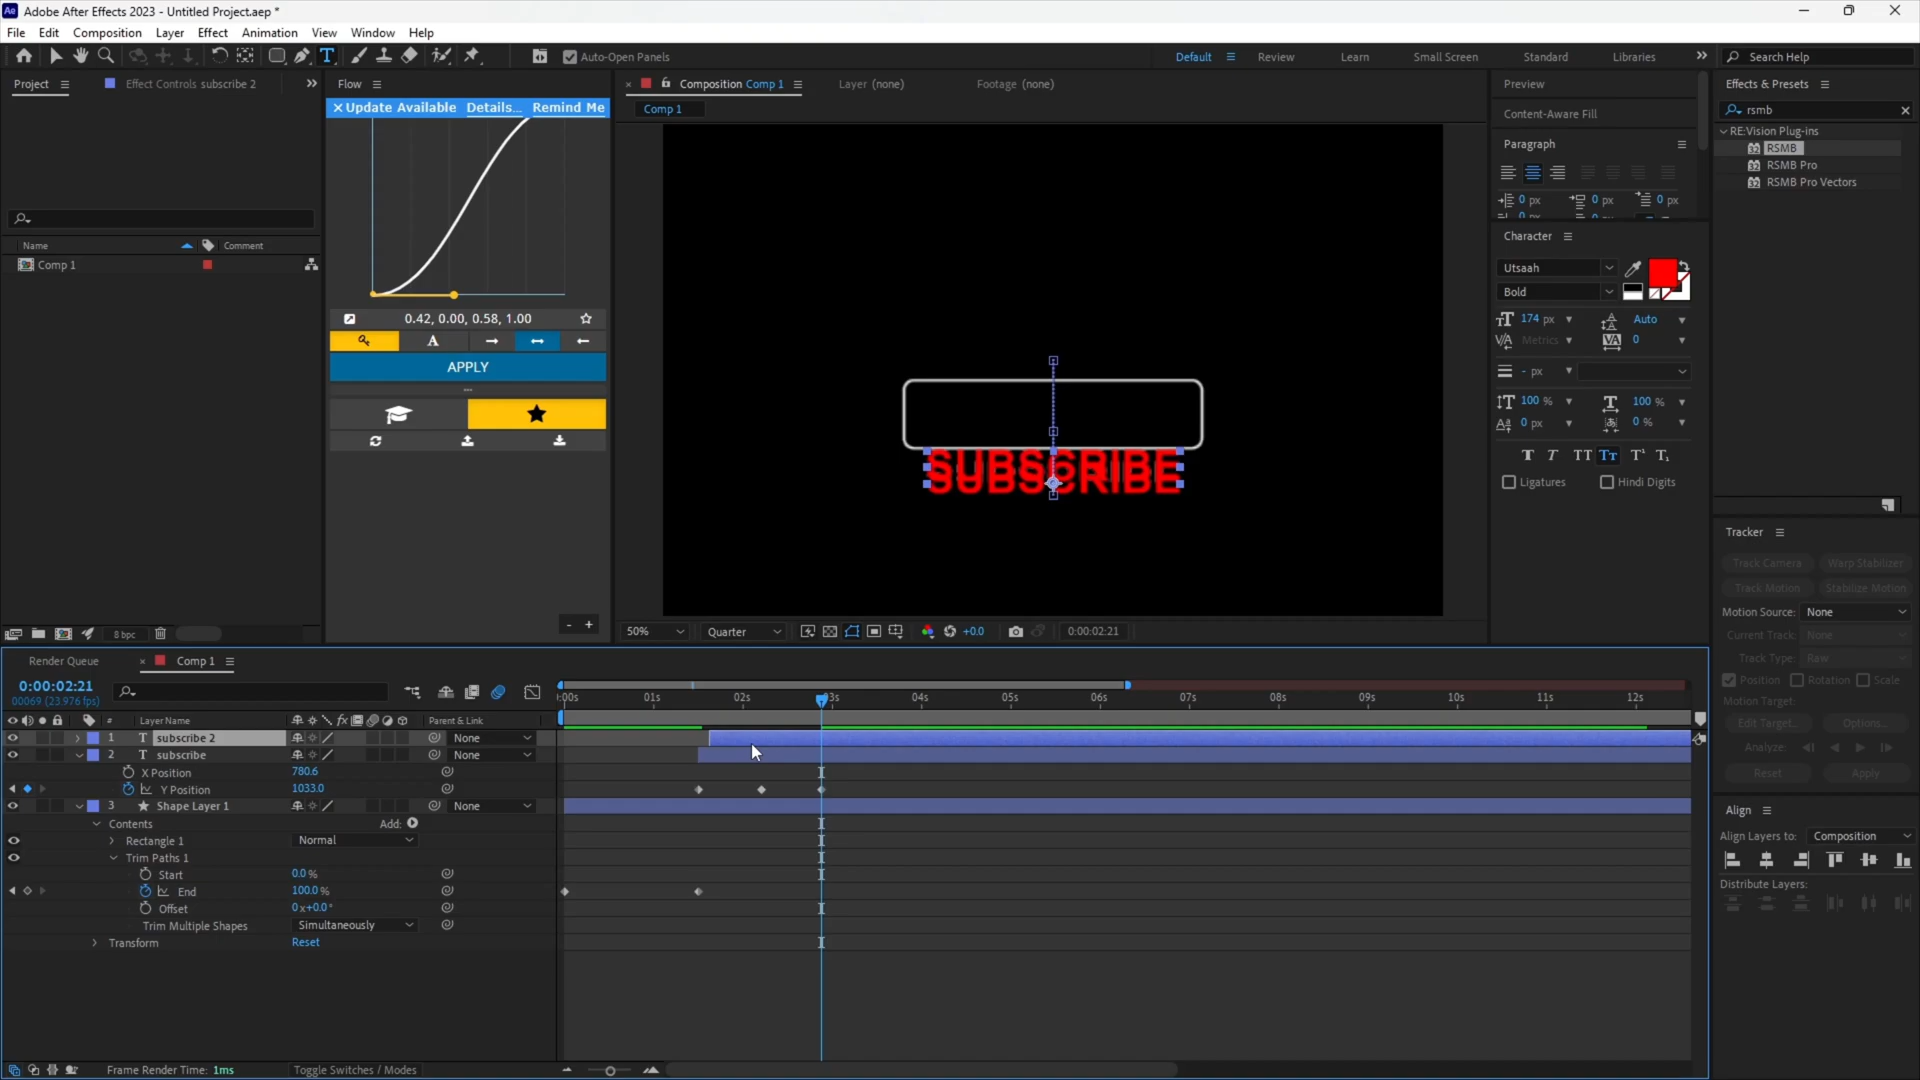 Adobe After Effects 2023 - Untitled Project.aep *
File Edit Composition Layer Effect Animation View Window Help
Auto-Open Panels
Default Review Learn Small Screen Standard Libraries Search Help
Project Effect Controls subscribe 2
Flow
Composition Comp 1 Layer (none) Footage (none)
Preview
Effects & Presets
Update Available Details... Remind Me
Comp 1
Content-Aware Fill
rsmb
RE:Vision Plug-ins
RSMB
RSMB Pro
RSMB Pro Vectors
Paragraph
0 px 0 px 0 px
Character
Utsaah
Bold
174 px Auto
Metrics 0
- px
100 % 100 %
0 px 0 %
Ligatures Hindi Digits
Name Comment
Comp 1
0.42, 0.00, 0.58, 1.00
APPLY
SUBSCRIBE
8 bpc
50% Quarter +0.0 0:00:02:21
Tracker
Track Camera Warp Stabilizer
Track Motion Stabilize Motion
Motion Source: None
Current Track: None
Track Type: Raw
Position Rotation Scale
Motion Target:
Edit Target... Options...
Analyze:
Reset Apply
Align
Align Layers to: Composition
Distribute Layers:
Render Queue Comp 1
0:00:02:21
00069 (23.976 fps)
:00s 01s 02s 03s 04s 05s 06s 07s 08s 09s 10s 11s 12s
# Layer Name Parent & Link
1 T subscribe 2 None
2 T subscribe None
X Position 780.6
Y Position 1033.0
3 Shape Layer 1 None
Contents Add:
Rectangle 1 Normal
Trim Paths 1
Start 0.0 %
End 100.0 %
Offset 0x+0.0°
Trim Multiple Shapes Simultaneously
Transform Reset
Frame Render Time: 1ms Toggle Switches / Modes